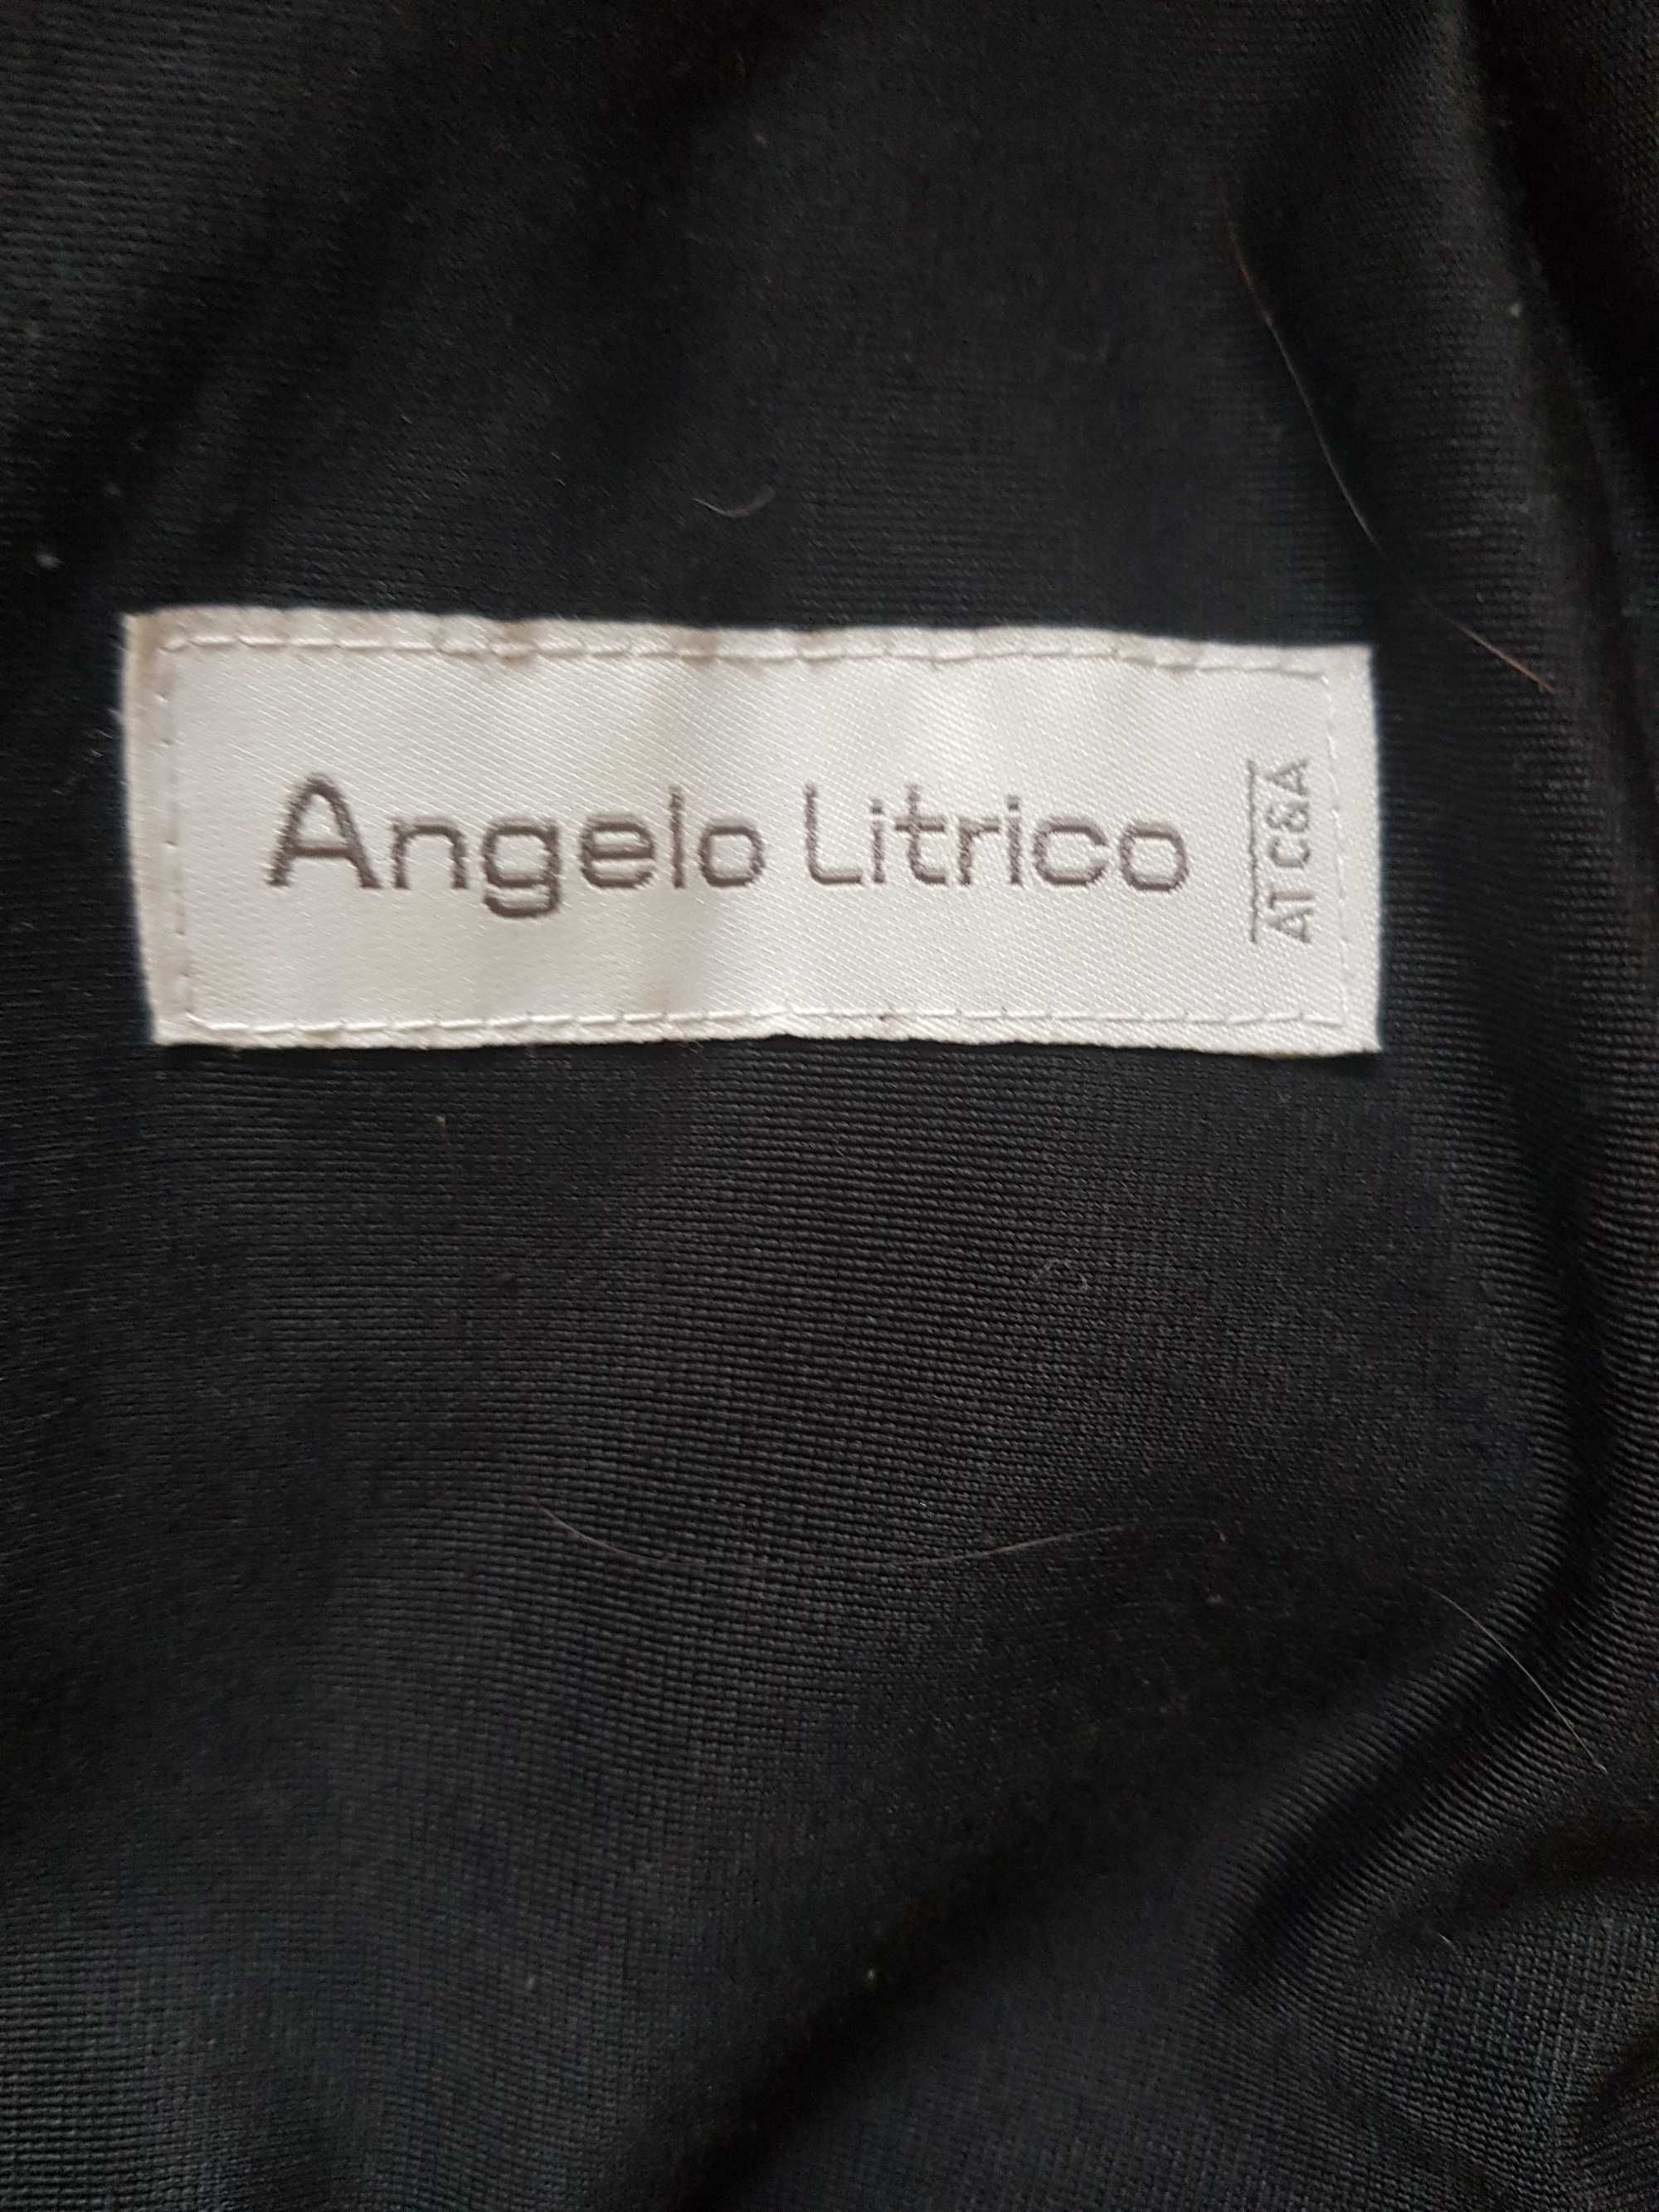 Angelo Litrico
AT C&A